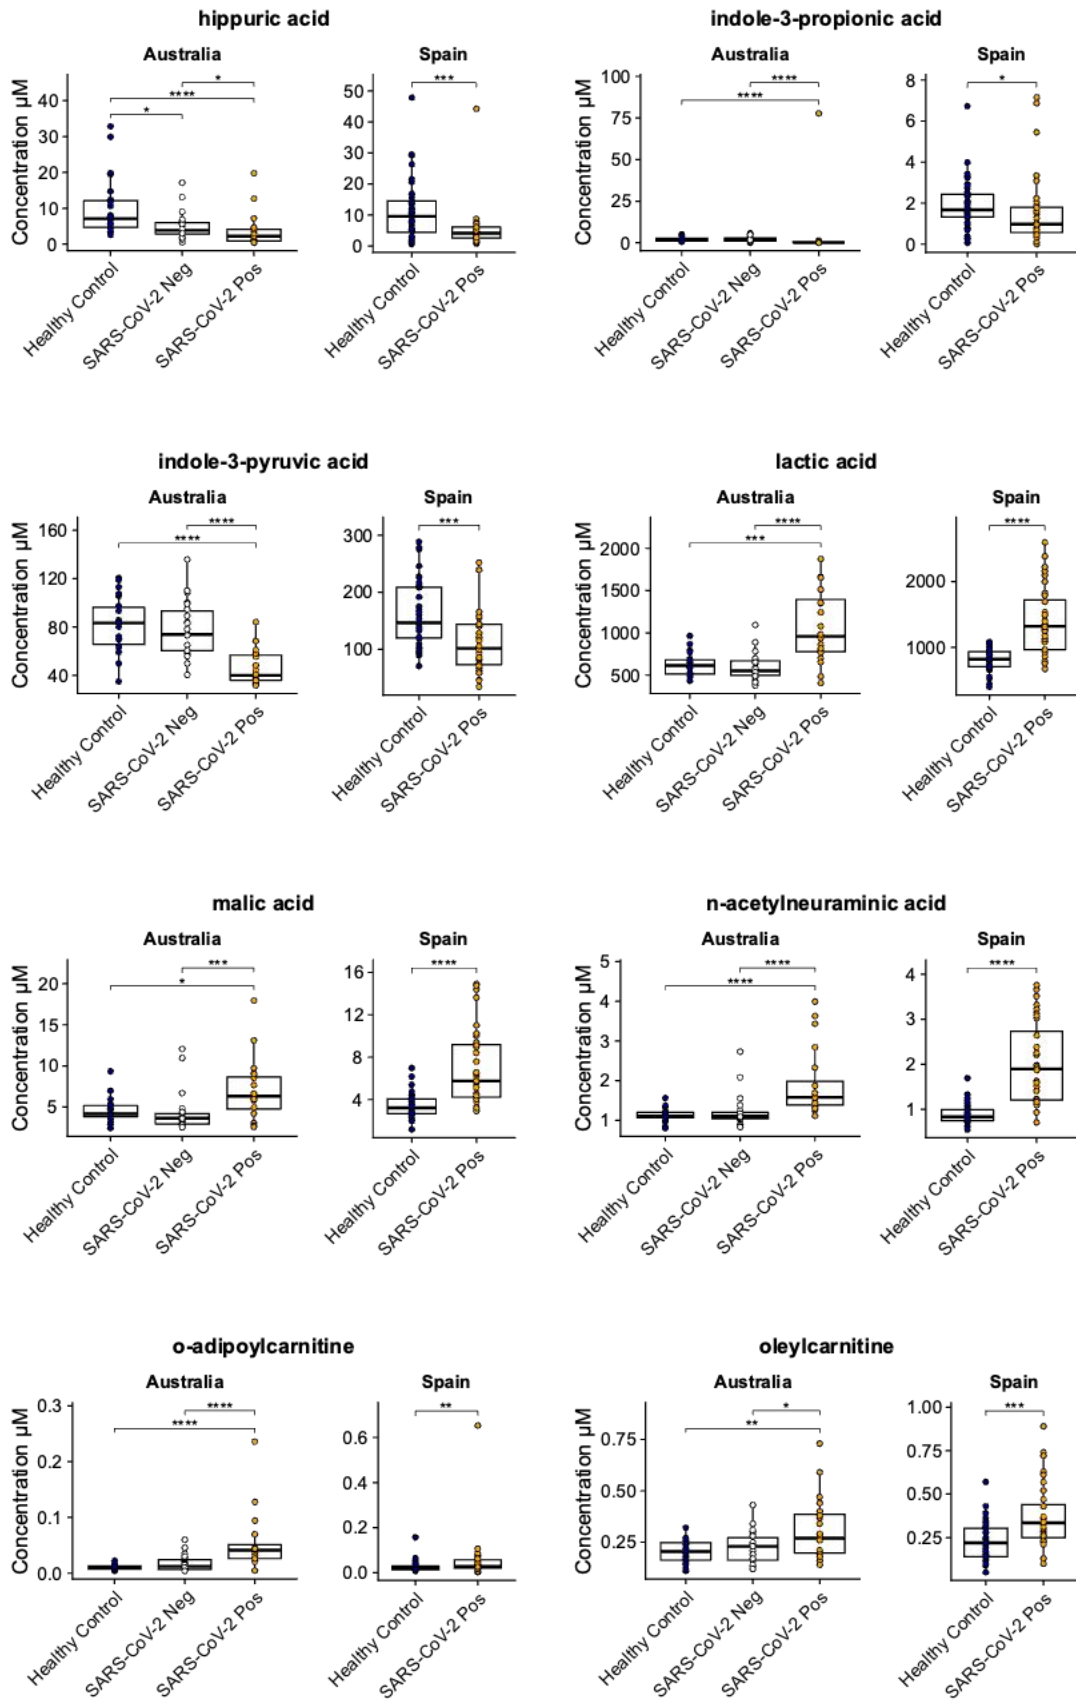 hippuric acid
Australia
Spain
Concentration µM
40
30
20
10
0
* **** *
50
40
30
20
10
0
***
Healthy Control
SARS-CoV-2 Neg
SARS-CoV-2 Pos
Healthy Control
SARS-CoV-2 Pos
indole-3-propionic acid
Australia
Spain
Concentration µM
100
75
50
25
0
**** ****
8
6
4
2
0
*
Healthy Control
SARS-CoV-2 Neg
SARS-CoV-2 Pos
Healthy Control
SARS-CoV-2 Pos
indole-3-pyruvic acid
Australia
Spain
Concentration µM
160
120
80
40
**** ****
300
200
100
***
Healthy Control
SARS-CoV-2 Neg
SARS-CoV-2 Pos
Healthy Control
SARS-CoV-2 Pos
lactic acid
Australia
Spain
Concentration µM
2000
1500
1000
500
**** ***
2000
1000
****
Healthy Control
SARS-CoV-2 Neg
SARS-CoV-2 Pos
Healthy Control
SARS-CoV-2 Pos
malic acid
Australia
Spain
Concentration µM
20
15
10
5
*** *
16
12
8
4
****
Healthy Control
SARS-CoV-2 Neg
SARS-CoV-2 Pos
Healthy Control
SARS-CoV-2 Pos
n-acetylneuraminic acid
Australia
Spain
Concentration µM
5
4
3
2
1
**** ****
4
3
2
1
****
Healthy Control
SARS-CoV-2 Neg
SARS-CoV-2 Pos
Healthy Control
SARS-CoV-2 Pos
o-adipoylcarnitine
Australia
Spain
Concentration µM
0.3
0.2
0.1
0.0
**** ****
0.6
0.4
0.2
0.0
**
Healthy Control
SARS-CoV-2 Neg
SARS-CoV-2 Pos
Healthy Control
SARS-CoV-2 Pos
oleylcarnitine
Australia
Spain
Concentration µM
0.75
0.50
0.25
* **
1.00
0.75
0.50
0.25
***
Healthy Control
SARS-CoV-2 Neg
SARS-CoV-2 Pos
Healthy Control
SARS-CoV-2 Pos